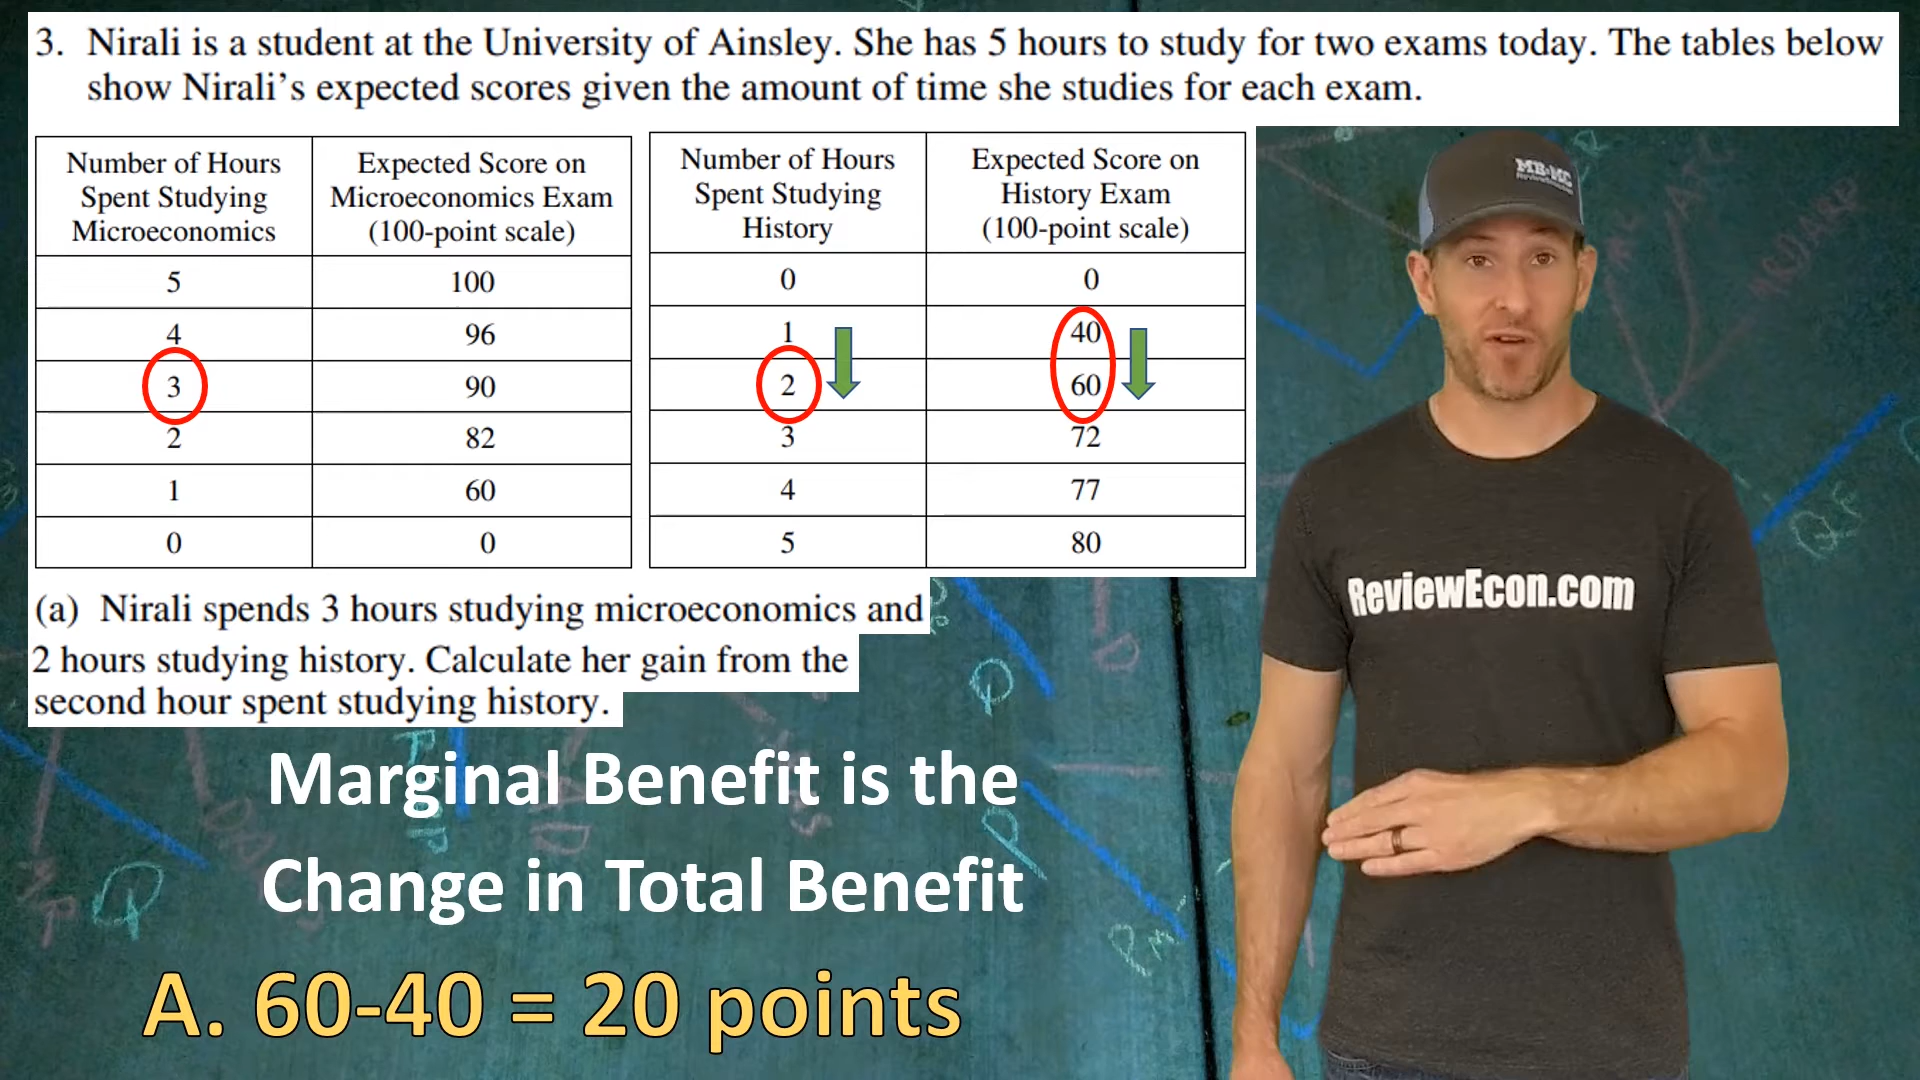 3. Nirali is a student at the University of Ainsley. She has 5 hours to study for two exams today. The tables below
show Nirali's expected scores given the amount of time she studies for each exam.
Number of Hours
Spent Studying
Microeconomics
Expected Score on
Microeconomics Exam
(100-point scale)
5 100
4 96
3 90
2 82
1 60
0 0
Number of Hours
Spent Studying
History
Expected Score on
History Exam
(100-point scale)
0 0
1 40
2 60
3 72
4 77
5 80
(a) Nirali spends 3 hours studying microeconomics and
2 hours studying history. Calculate her gain from the
second hour spent studying history.
Marginal Benefit is the
Change in Total Benefit
A. 60-40 = 20 points
MB=MC
ReviewEcon.com